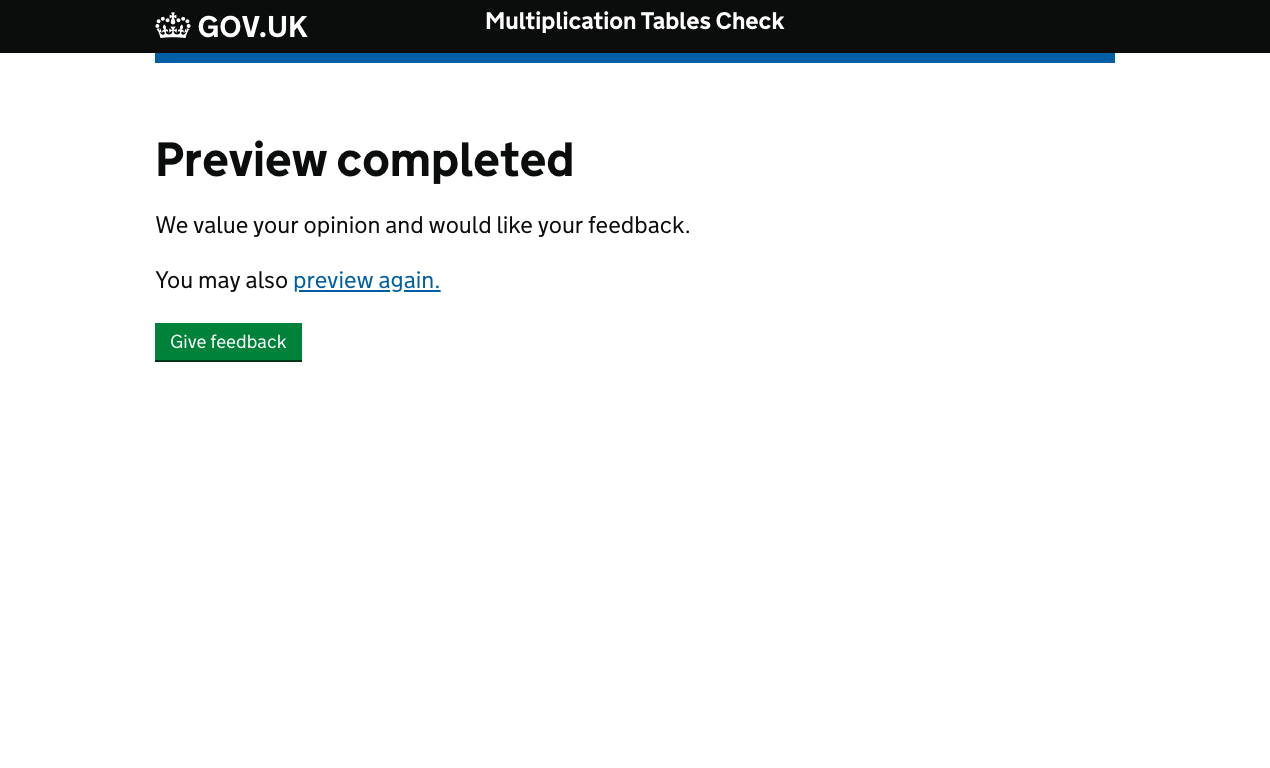 GOV.UK
Multiplication Tables Check
Preview completed
We value your opinion and would like your feedback.
You may also preview again.
Give feedback